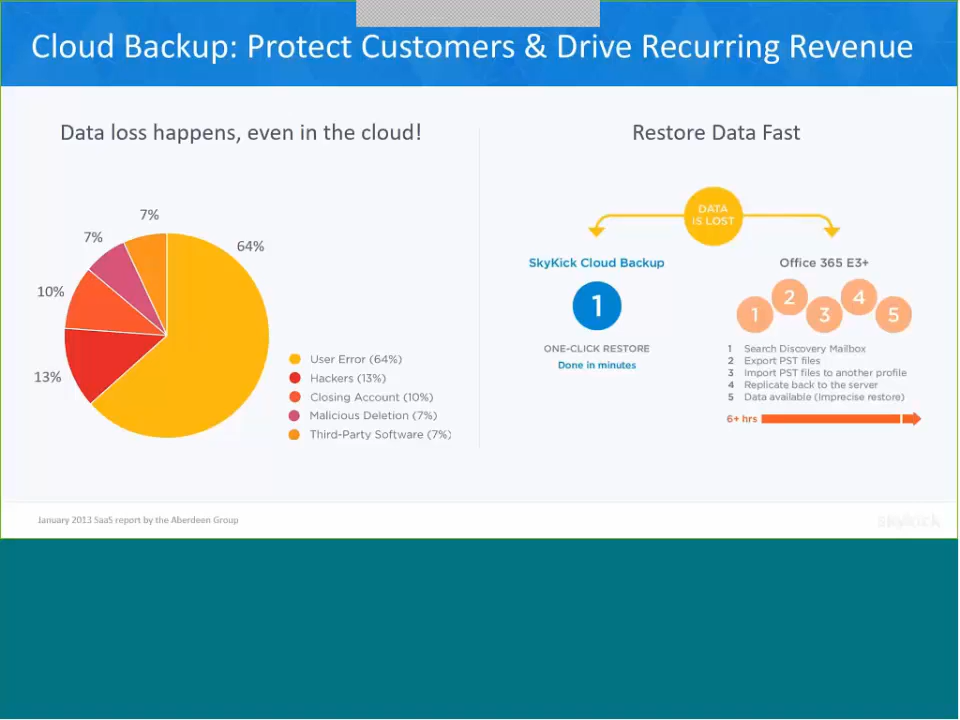 Cloud Backup: Protect Customers & Drive Recurring Revenue
Data loss happens, even in the cloud!
7%
7%
64%
10%
13%
User Error (64%)
Hackers (13%)
Closing Account (10%)
Malicious Deletion (7%)
Third-Party Software (7%)
Restore Data Fast
DATA
IS LOST
SkyKick Cloud Backup
1
ONE-CLICK RESTORE
Done in minutes
Office 365 E3+
1 2 3 4 5
1 Search Discovery Mailbox
2 Export PST files
3 Import PST files to another profile
4 Replicate back to the server
5 Data available (Imprecise restore)
6+ hrs
January 2013 SaaS report by the Aberdeen Group
skykick